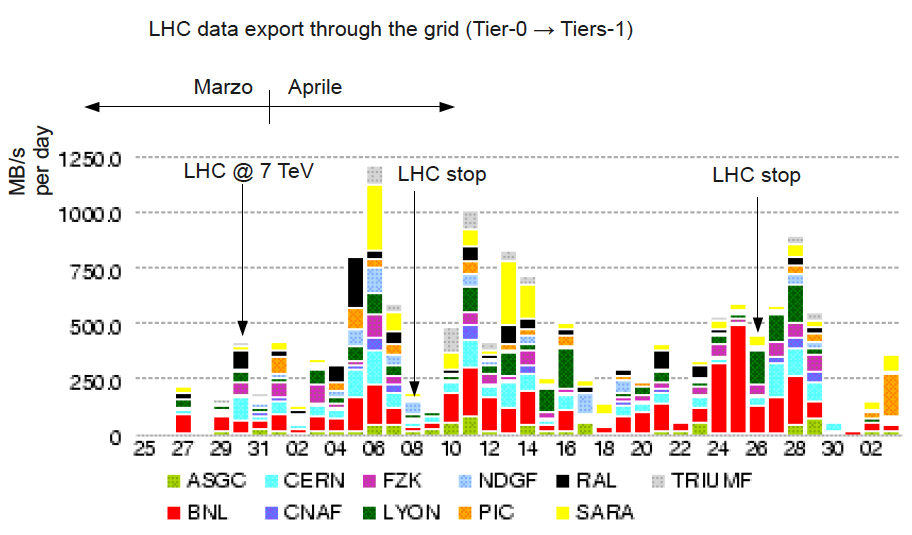 LHC data export through the grid (Tier-0 → Tiers-1)
Marzo Aprile
MB/s
per day
1250.0
LHC @ 7 TeV LHC stop LHC stop
1000.0
750.0
500.0
250.0
0
25 27 29 31 02 04 06 08 10 12 14 16 18 20 22 24 26 28 30 02
ASGC CERN FZK NDGF RAL TRIUMF
BNL CNAF LYON PIC SARA